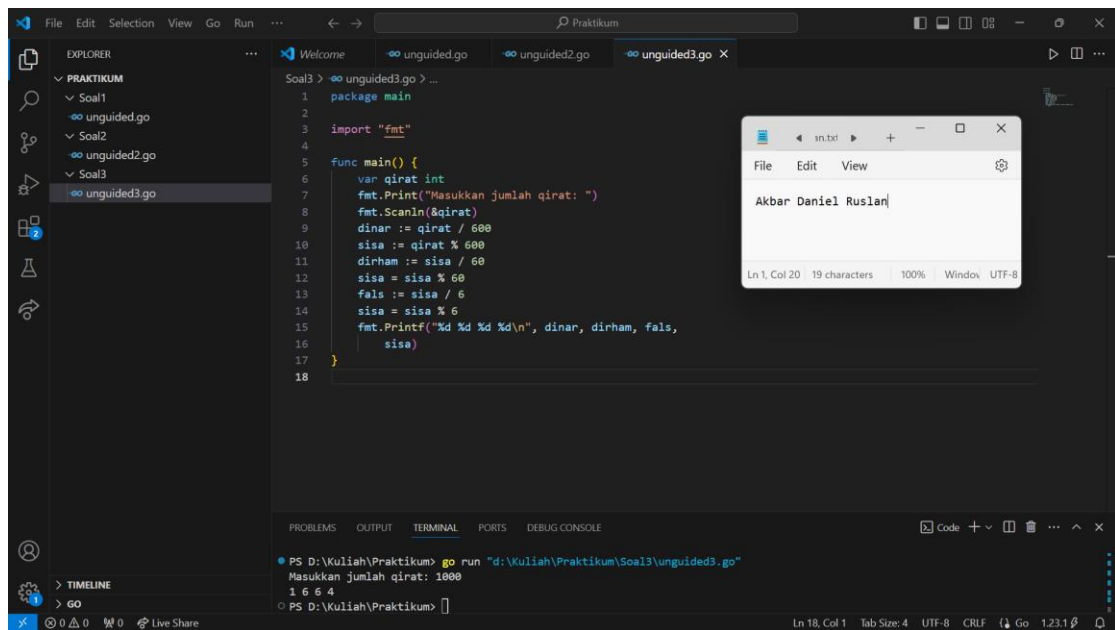 File Edit Selection View Go Run ... Praktikum
EXPLORER ...
PRAKTIKUM
Soal1
unguided.go
Soal2
unguided2.go
Soal3
unguided3.go
TIMELINE
GO
2
1
Welcome unguided.go unguided2.go unguided3.go
Soal3 > unguided3.go > ...
1 package main
2
3 import "fmt"
4
5 func main() {
6 var qirat int
7 fmt.Print("Masukkan jumlah qirat: ")
8 fmt.Scanln(&qirat)
9 dinar := qirat / 600
10 sisa := qirat % 600
11 dirham := sisa / 60
12 sisa = sisa % 60
13 fals := sisa / 6
14 sisa = sisa % 6
15 fmt.Printf("%d %d %d %d\n", dinar, dirham, fals,
16 sisa)
17 }
18
File Edit View
Akbar Daniel Ruslan
Ln 1, Col 20 19 characters 100% UTF-8
PROBLEMS OUTPUT TERMINAL PORTS DEBUG CONSOLE Code
PS D:\Kuliah\Praktikum> go run "d:\Kuliah\Praktikum\Soal3\unguided3.go"
Masukkan jumlah qirat: 1000
1 6 6 4
PS D:\Kuliah\Praktikum>
0 0 0 Live Share Ln 18, Col 1 Tab Size: 4 UTF-8 CRLF Go 1.23.1